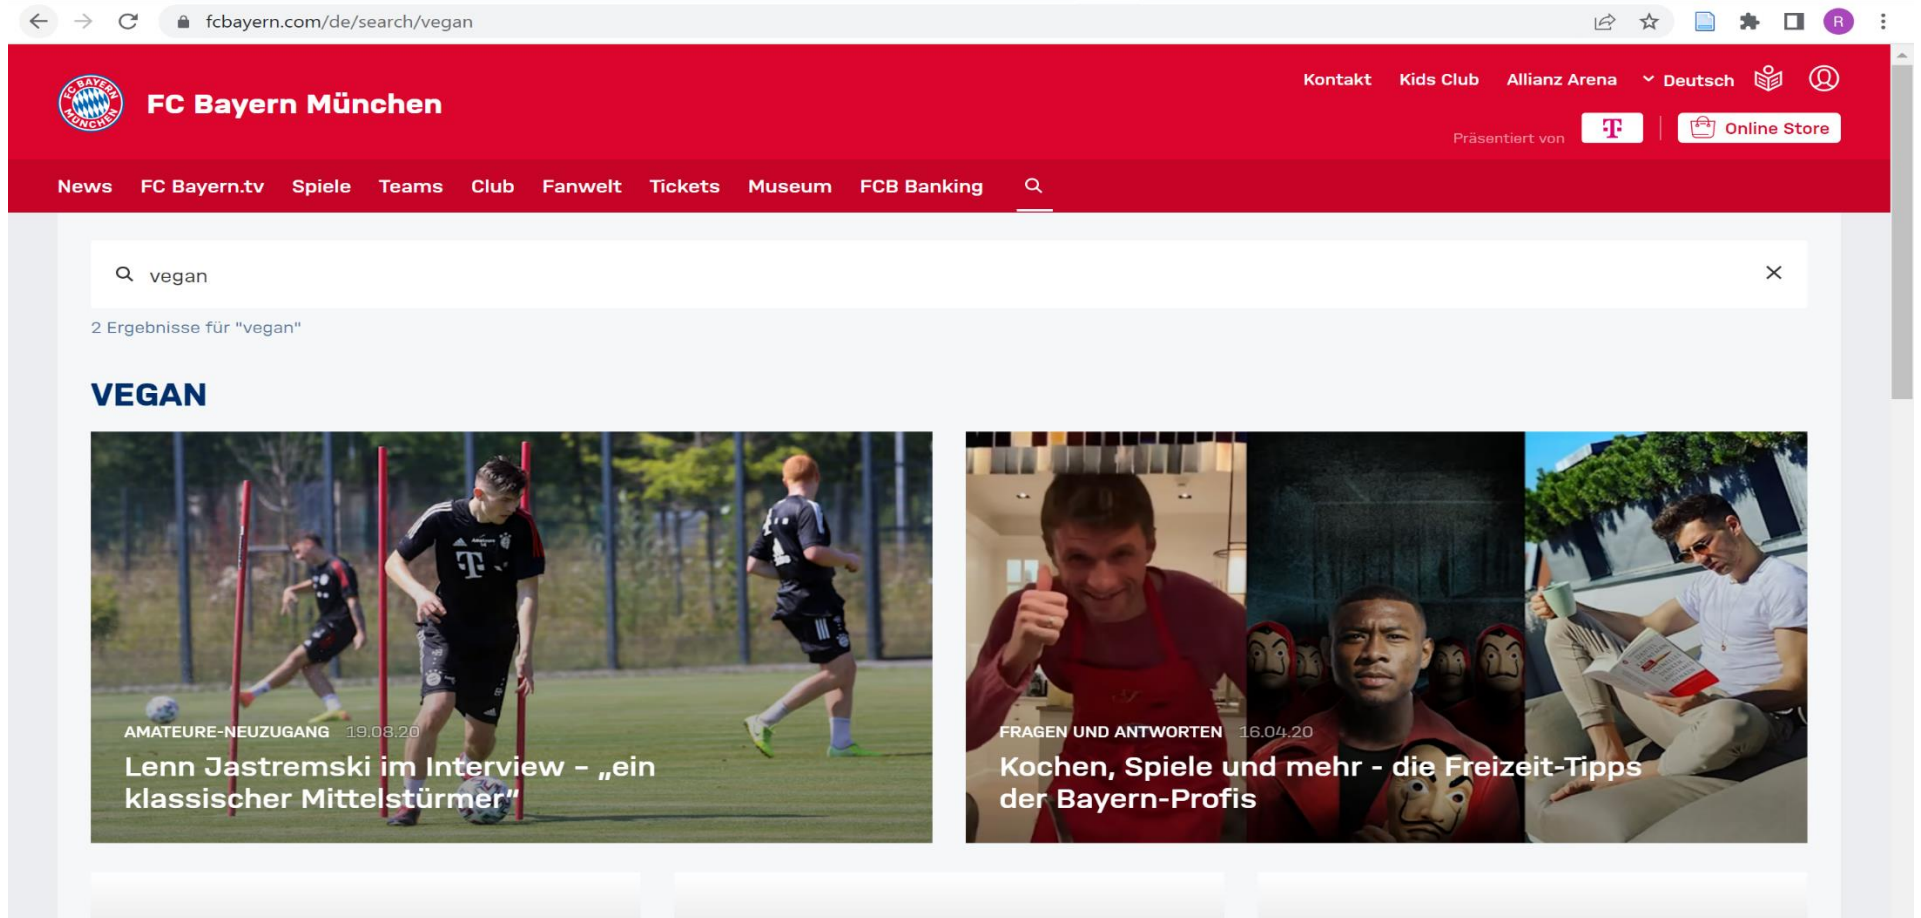 fcbayern.com/de/search/vegan
R
FC BAYERN
MÜNCHEN
FC Bayern München
Kontakt Kids Club Allianz Arena Deutsch
Präsentiert von T Online Store
News FC Bayern.tv Spiele Teams Club Fanwelt Tickets Museum FCB Banking
vegan
2 Ergebnisse für "vegan"
VEGAN
T
AMATEURE-NEUZUGANG 19.08.20
Lenn Jastremski im Interview – „ein
klassischer Mittelstürmer“
FRAGEN UND ANTWORTEN 16.04.20
Kochen, Spiele und mehr - die Freizeit-Tipps
der Bayern-Profis